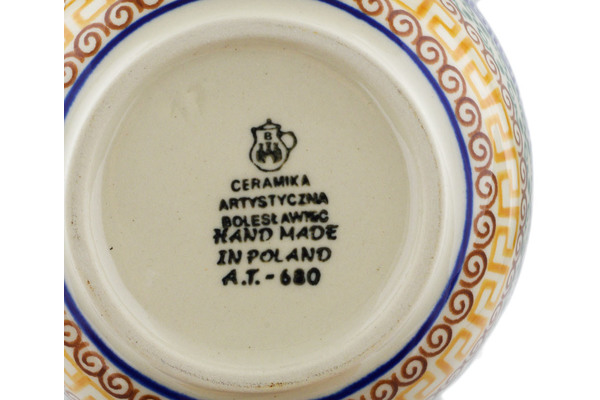 B
CERAMIKA
ARTYSTYCZNA
BOLESŁAWIEC
HAND MADE
IN POLAND
A.T.-680